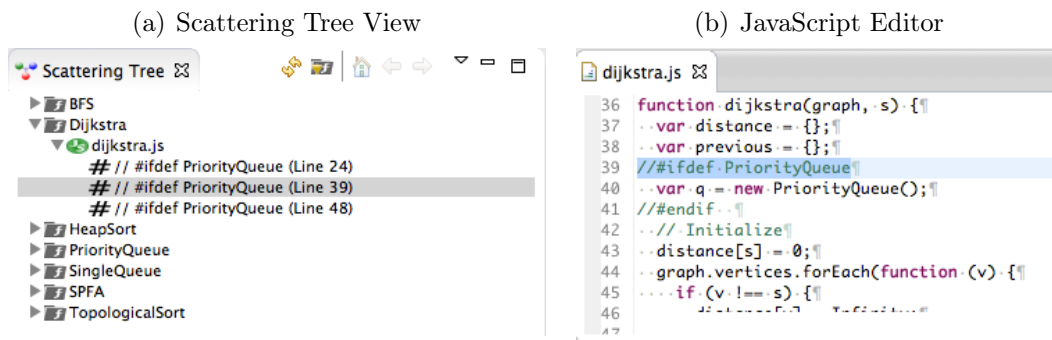 (a) Scattering Tree View
Scattering Tree
BFS
Dijkstra
dijkstra.js
# // #ifdef PriorityQueue (Line 24)
# // #ifdef PriorityQueue (Line 39)
# // #ifdef PriorityQueue (Line 48)
HeapSort
PriorityQueue
SingleQueue
SPFA
TopologicalSort
(b) JavaScript Editor
dijkstra.js
36 function·dijkstra(graph,·s)·{¶
37 ··var·distance·=·{};¶
38 ··var·previous·=·{};¶
39 //#ifdef·PriorityQueue¶
40 ··var·q·=·new·PriorityQueue();¶
41 //#endif··¶
42 ··//·Initialize¶
43 ··distance[s]·=·0;¶
44 ··graph.vertices.forEach(function·(v)·{¶
45 ····if·(v·!==·s)·{¶
46
47